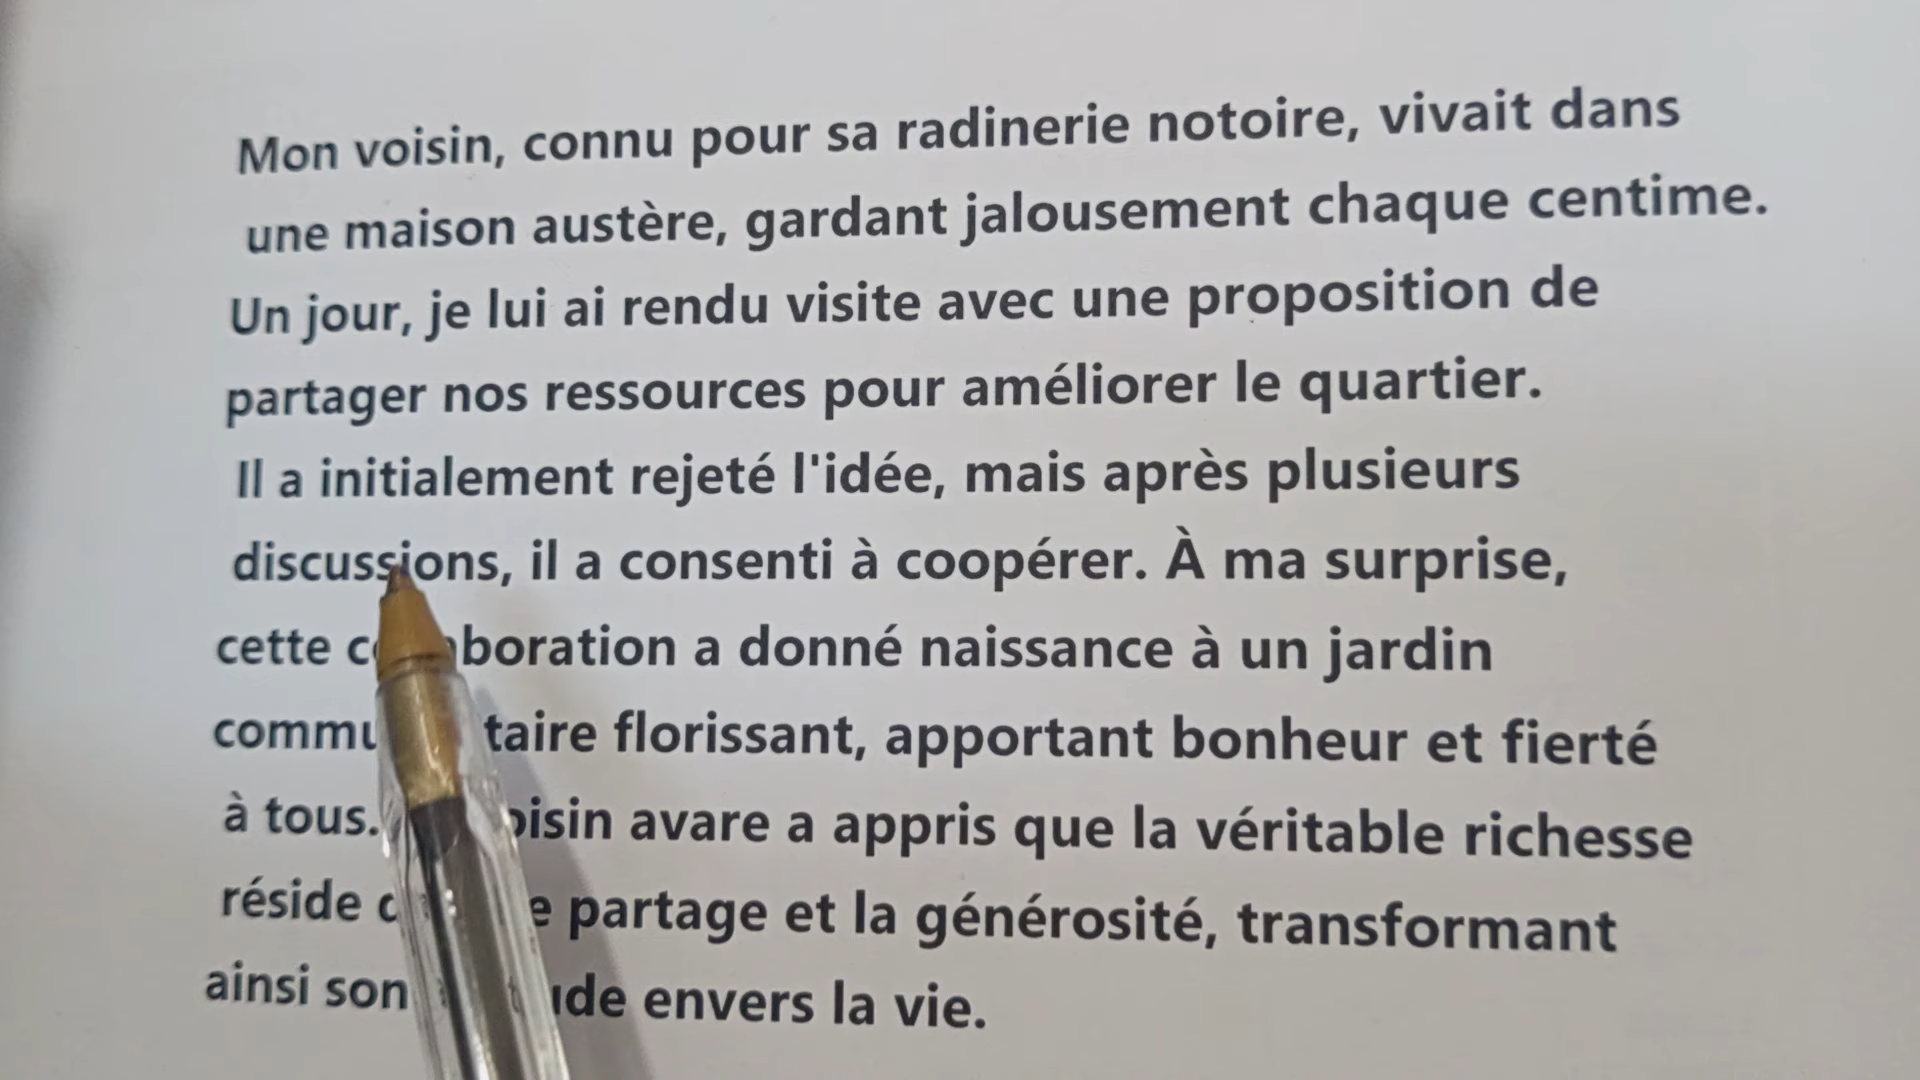 Mon voisin, connu pour sa radinerie notoire, vivait dans
une maison austère, gardant jalousement chaque centime.
Un jour, je lui ai rendu visite avec une proposition de
partager nos ressources pour améliorer le quartier.
Il a initialement rejeté l'idée, mais après plusieurs
discussions, il a consenti à coopérer. À ma surprise,
cette a donné naissance à un jardin
florissant, apportant bonheur et fierté
à tous. avare a appris que la véritable richesse
réside partage et la générosité, transformant
ainsi son envers la vie.